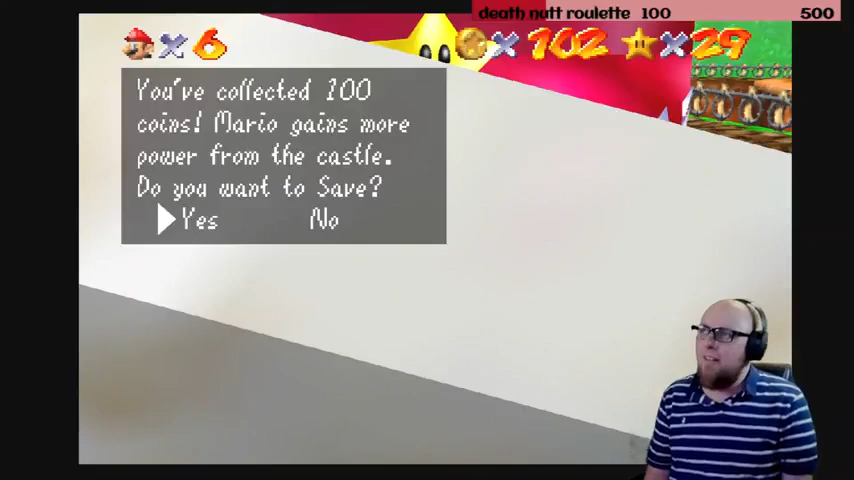 death nutt roulette 100 500
× 6 × 102 × 29
You've collected 100
coins! Mario gains more
power from the castle.
Do you want to Save?
Yes No